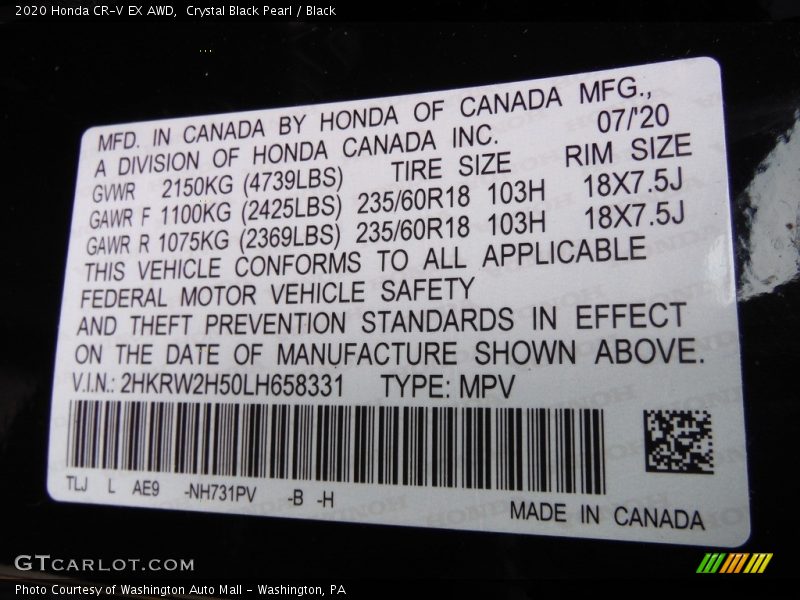 2020 Honda CR-V EX AWD,  Crystal Black Pearl / Black
MFD. IN CANADA BY HONDA OF CANADA MFG.,
A DIVISION OF HONDA CANADA INC. 07/'20
GVWR 2150KG (4739LBS) TIRE SIZE RIM SIZE
GAWR F 1100KG (2425LBS) 235/60R18 103H 18X7.5J
GAWR R 1075KG (2369LBS) 235/60R18 103H 18X7.5J
THIS VEHICLE CONFORMS TO ALL APPLICABLE
FEDERAL MOTOR VEHICLE SAFETY
AND THEFT PREVENTION STANDARDS IN EFFECT
ON THE DATE OF MANUFACTURE SHOWN ABOVE.
V.I.N.: 2HKRW2H50LH658331 TYPE: MPV
TLJ L AE9 -NH731PV -B -H
MADE IN CANADA
GTCARLOT.COM
Photo Courtesy of Washington Auto Mall - Washington, PA